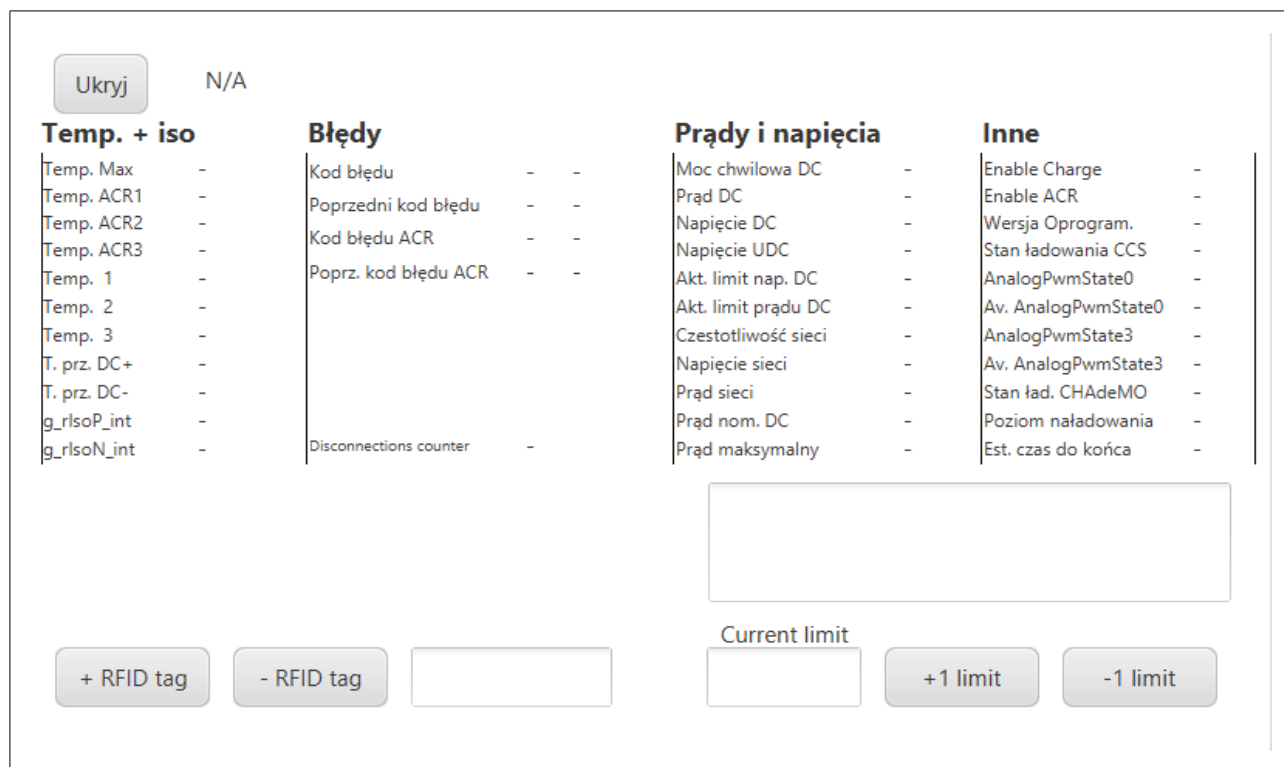 Ukryj N/A
Temp. + iso Błędy Prądy i napięcia Inne
Temp. Max - Kod błędu - - Moc chwilowa DC - Enable Charge -
Temp. ACR1 - Poprzedni kod błędu - - Prąd DC - Enable ACR -
Temp. ACR2 - Kod błędu ACR - - Napięcie DC - Wersja Oprogram. -
Temp. ACR3 - Poprz. kod błędu ACR - - Napięcie UDC - Stan ładowania CCS -
Temp. 1 - Akt. limit nap. DC - AnalogPwmState0 -
Temp. 2 - Akt. limit prądu DC - Av. AnalogPwmState0 -
Temp. 3 - Czestotliwość sieci - AnalogPwmState3 -
T. prz. DC+ - Napięcie sieci - Av. AnalogPwmState3 -
T. prz. DC- - Prąd sieci - Stan ład. CHAdeMO -
g_rIsoP_int - Prąd nom. DC - Poziom naładowania -
g_rIsoN_int - Disconnections counter - Prąd maksymalny - Est. czas do końca -
Current limit
+ RFID tag - RFID tag +1 limit -1 limit